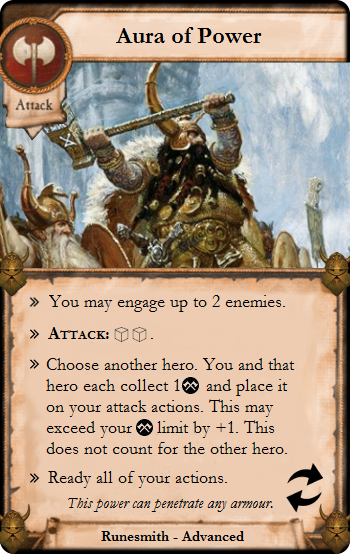 Aura of Power
Attack
» You may engage up to 2 enemies.
» ATTACK: .
» Choose another hero. You and that
hero each collect 1 and place it
on your attack actions. This may
exceed your limit by +1. This
does not count for the other hero.
» Ready all of your actions.
This power can penetrate any armour.
Runesmith - Advanced